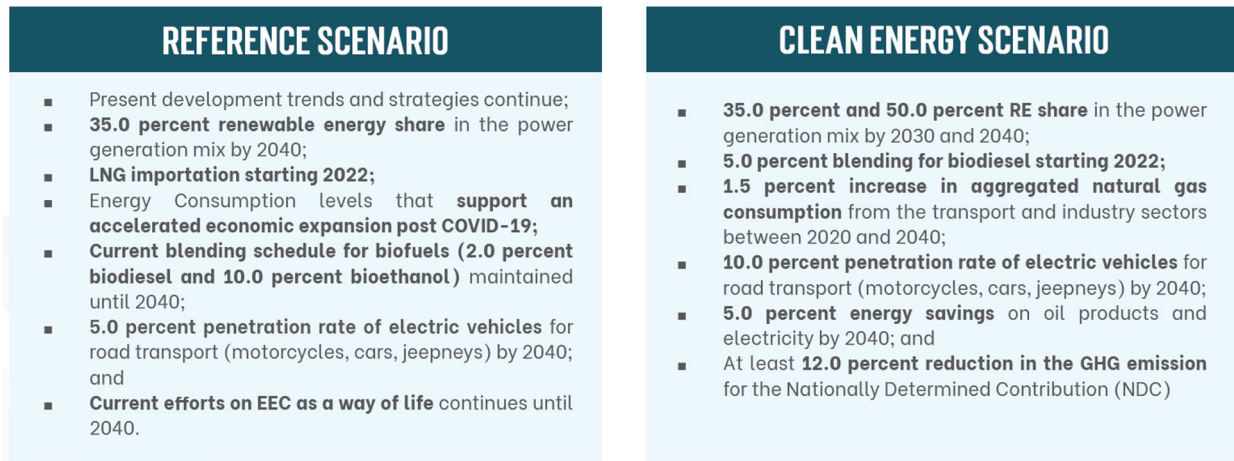 REFERENCE SCENARIO
▪ Present development trends and strategies continue;
▪ 35.0 percent renewable energy share in the power
generation mix by 2040;
▪ LNG importation starting 2022;
▪ Energy Consumption levels that support an
accelerated economic expansion post COVID-19;
▪ Current blending schedule for biofuels (2.0 percent
biodiesel and 10.0 percent bioethanol) maintained
until 2040;
▪ 5.0 percent penetration rate of electric vehicles for
road transport (motorcycles, cars, jeepneys) by 2040;
and
▪ Current efforts on EEC as a way of life continues until
2040.
CLEAN ENERGY SCENARIO
▪ 35.0 percent and 50.0 percent RE share in the power
generation mix by 2030 and 2040;
▪ 5.0 percent blending for biodiesel starting 2022;
▪ 1.5 percent increase in aggregated natural gas
consumption from the transport and industry sectors
between 2020 and 2040;
▪ 10.0 percent penetration rate of electric vehicles for
road transport (motorcycles, cars, jeepneys) by 2040;
▪ 5.0 percent energy savings on oil products and
electricity by 2040; and
▪ At least 12.0 percent reduction in the GHG emission
for the Nationally Determined Contribution (NDC)